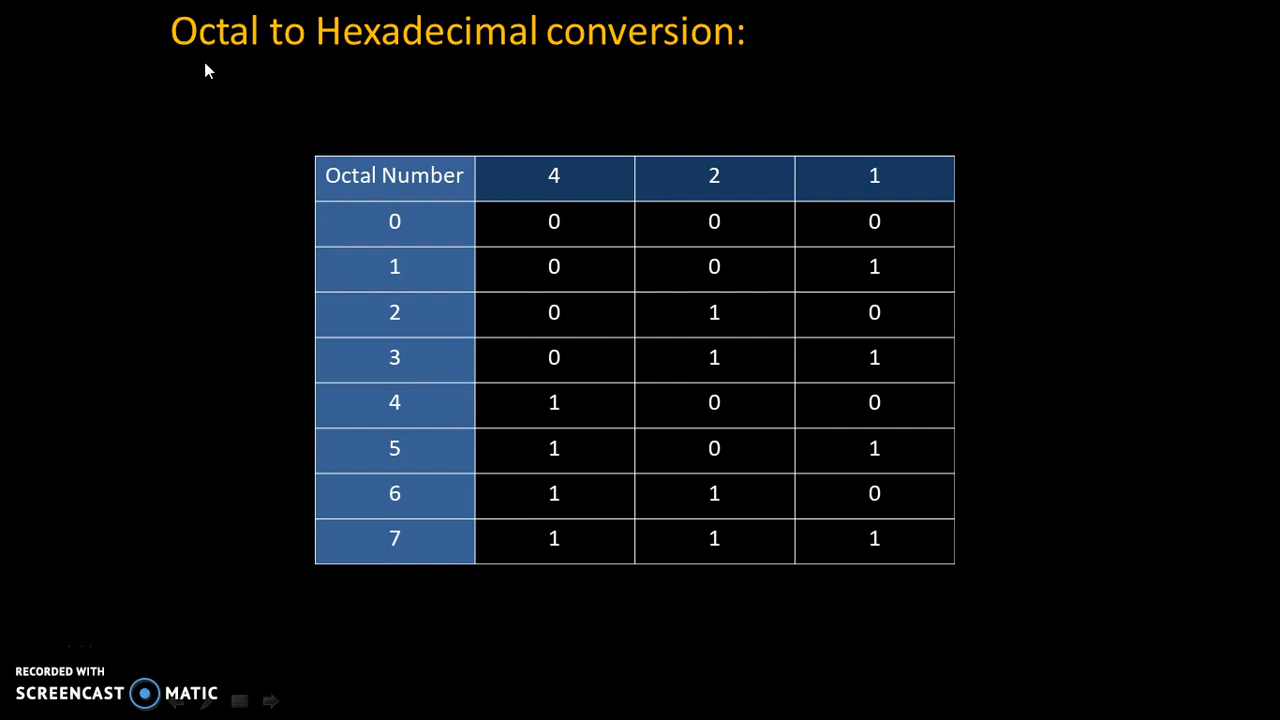 Octal to Hexadecimal conversion:
Octal Number 4 2 1
0 0 0 0
1 0 0 1
2 0 1 0
3 0 1 1
4 1 0 0
5 1 0 1
6 1 1 0
7 1 1 1
RECORDED WITH
SCREENCAST MATIC